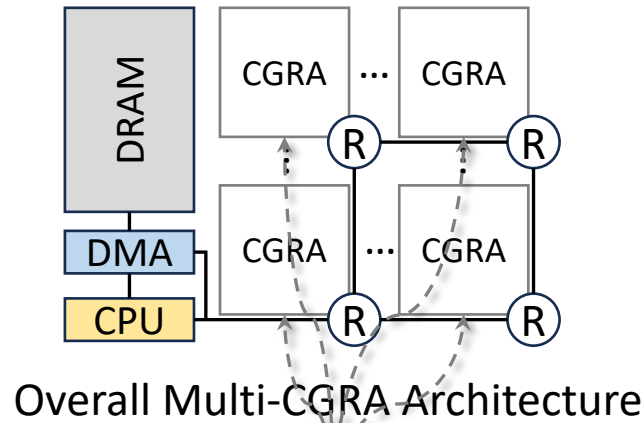 DRAM
CGRA ... CGRA
R R
DMA
CGRA ... CGRA
CPU
R R
Overall Multi-CGRA Architecture